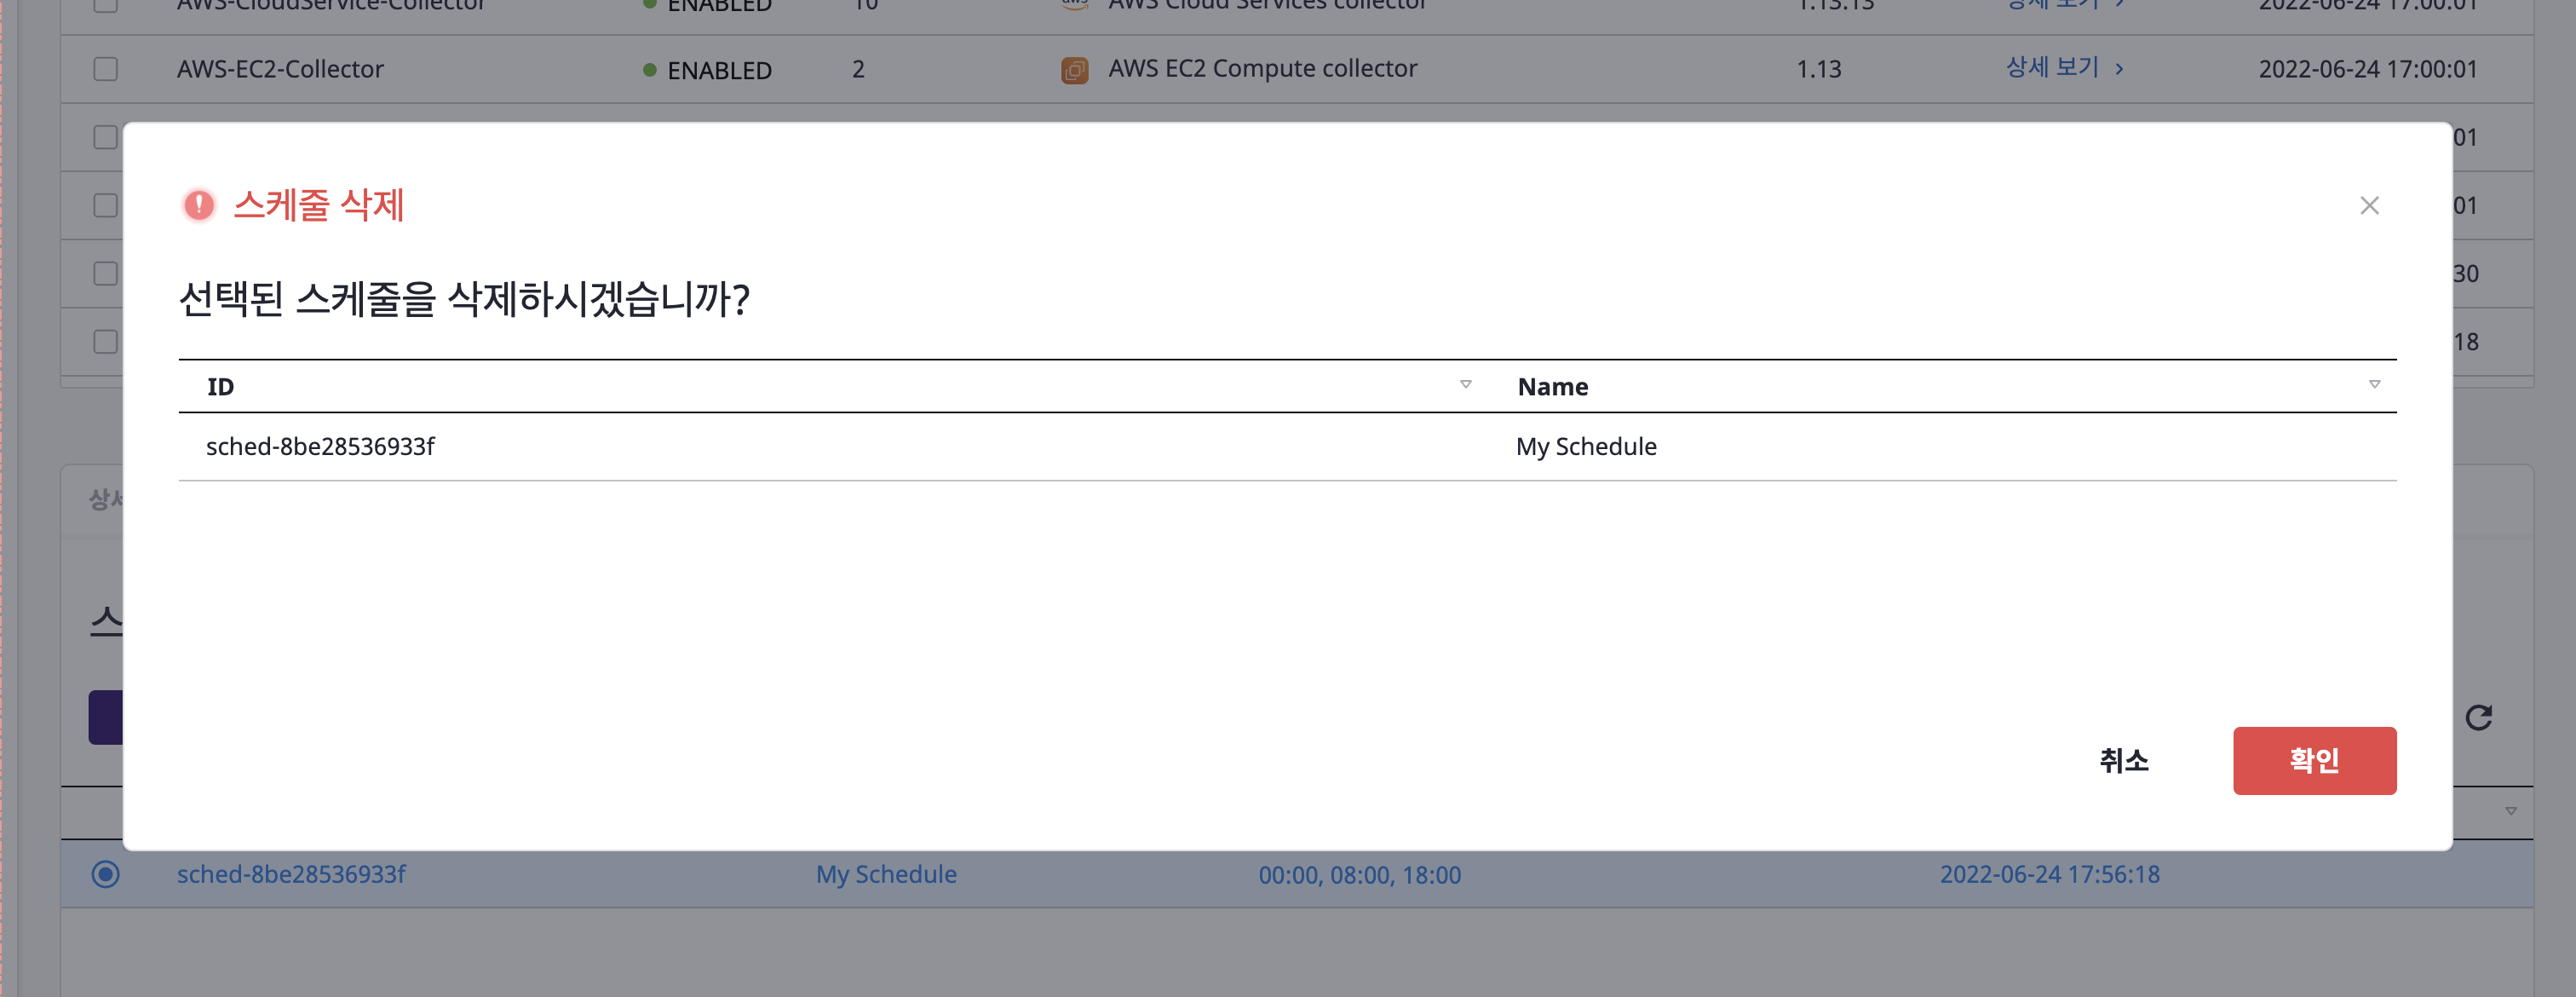 AWS-CloudService-Collector ENABLED 10 aws AWS Cloud Services collector 1.13.13 상세 보기 2022-06-24 17:00:01
AWS-EC2-Collector ENABLED 2 AWS EC2 Compute collector 1.13 상세 보기 2022-06-24 17:00:01
01
스케줄 삭제
01
선택된 스케줄을 삭제하시겠습니까?
30
18
ID Name
sched-8be28536933f My Schedule
취소 확인
sched-8be28536933f My Schedule 00:00, 08:00, 18:00 2022-06-24 17:56:18